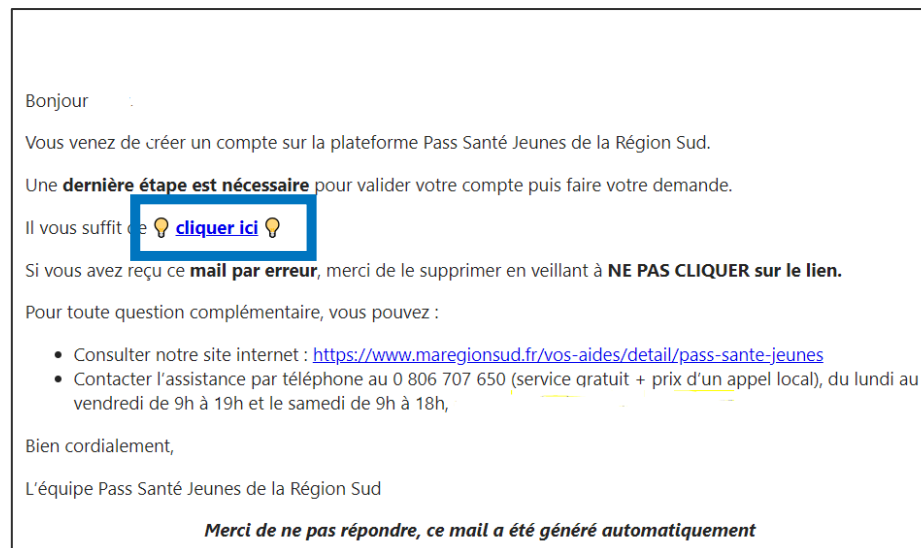 Bonjour
Vous venez de créer un compte sur la plateforme Pass Santé Jeunes de la Région Sud.
Une dernière étape est nécessaire pour valider votre compte puis faire votre demande.
Il vous suffit de 💡 cliquer ici 💡
Si vous avez reçu ce mail par erreur, merci de le supprimer en veillant à NE PAS CLIQUER sur le lien.
Pour toute question complémentaire, vous pouvez :
• Consulter notre site internet : https://www.maregionsud.fr/vos-aides/detail/pass-sante-jeunes
• Contacter l'assistance par téléphone au 0 806 707 650 (service gratuit + prix d'un appel local), du lundi au
vendredi de 9h à 19h et le samedi de 9h à 18h,
Bien cordialement,
L'équipe Pass Santé Jeunes de la Région Sud
Merci de ne pas répondre, ce mail a été généré automatiquement